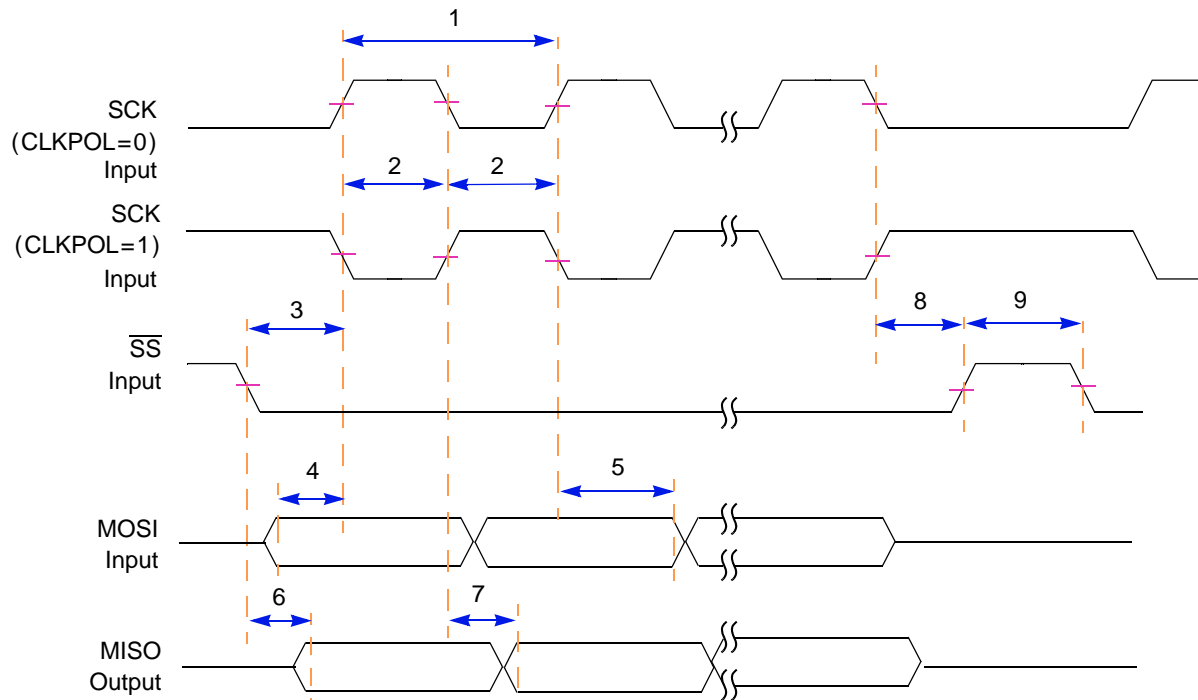 1
SCK
(CLKPOL=0)
Input
2 2
SCK
(CLKPOL=1)
Input
3
8 9
SS
Input
4
5
MOSI
Input
6
7
MISO
Output